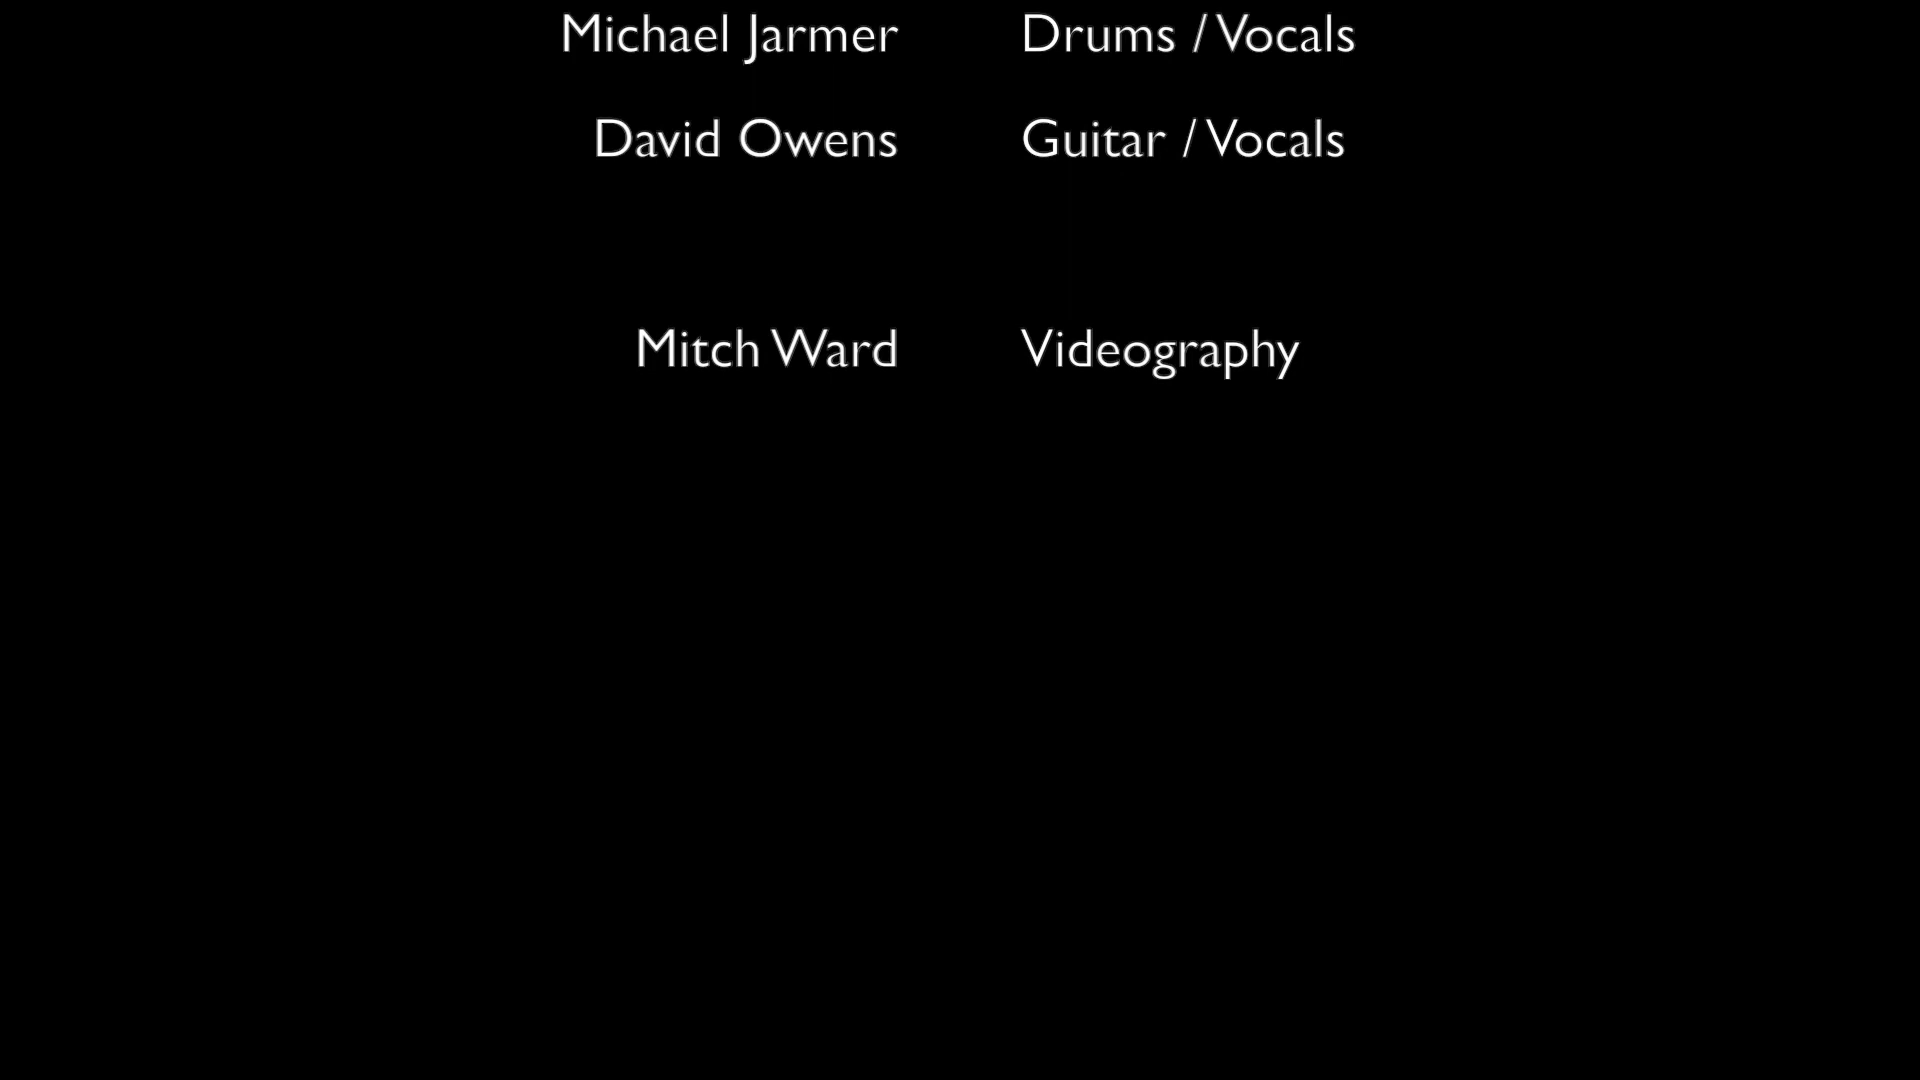 Michael Jarmer Drums / Vocals
David Owens Guitar / Vocals
Mitch Ward Videography